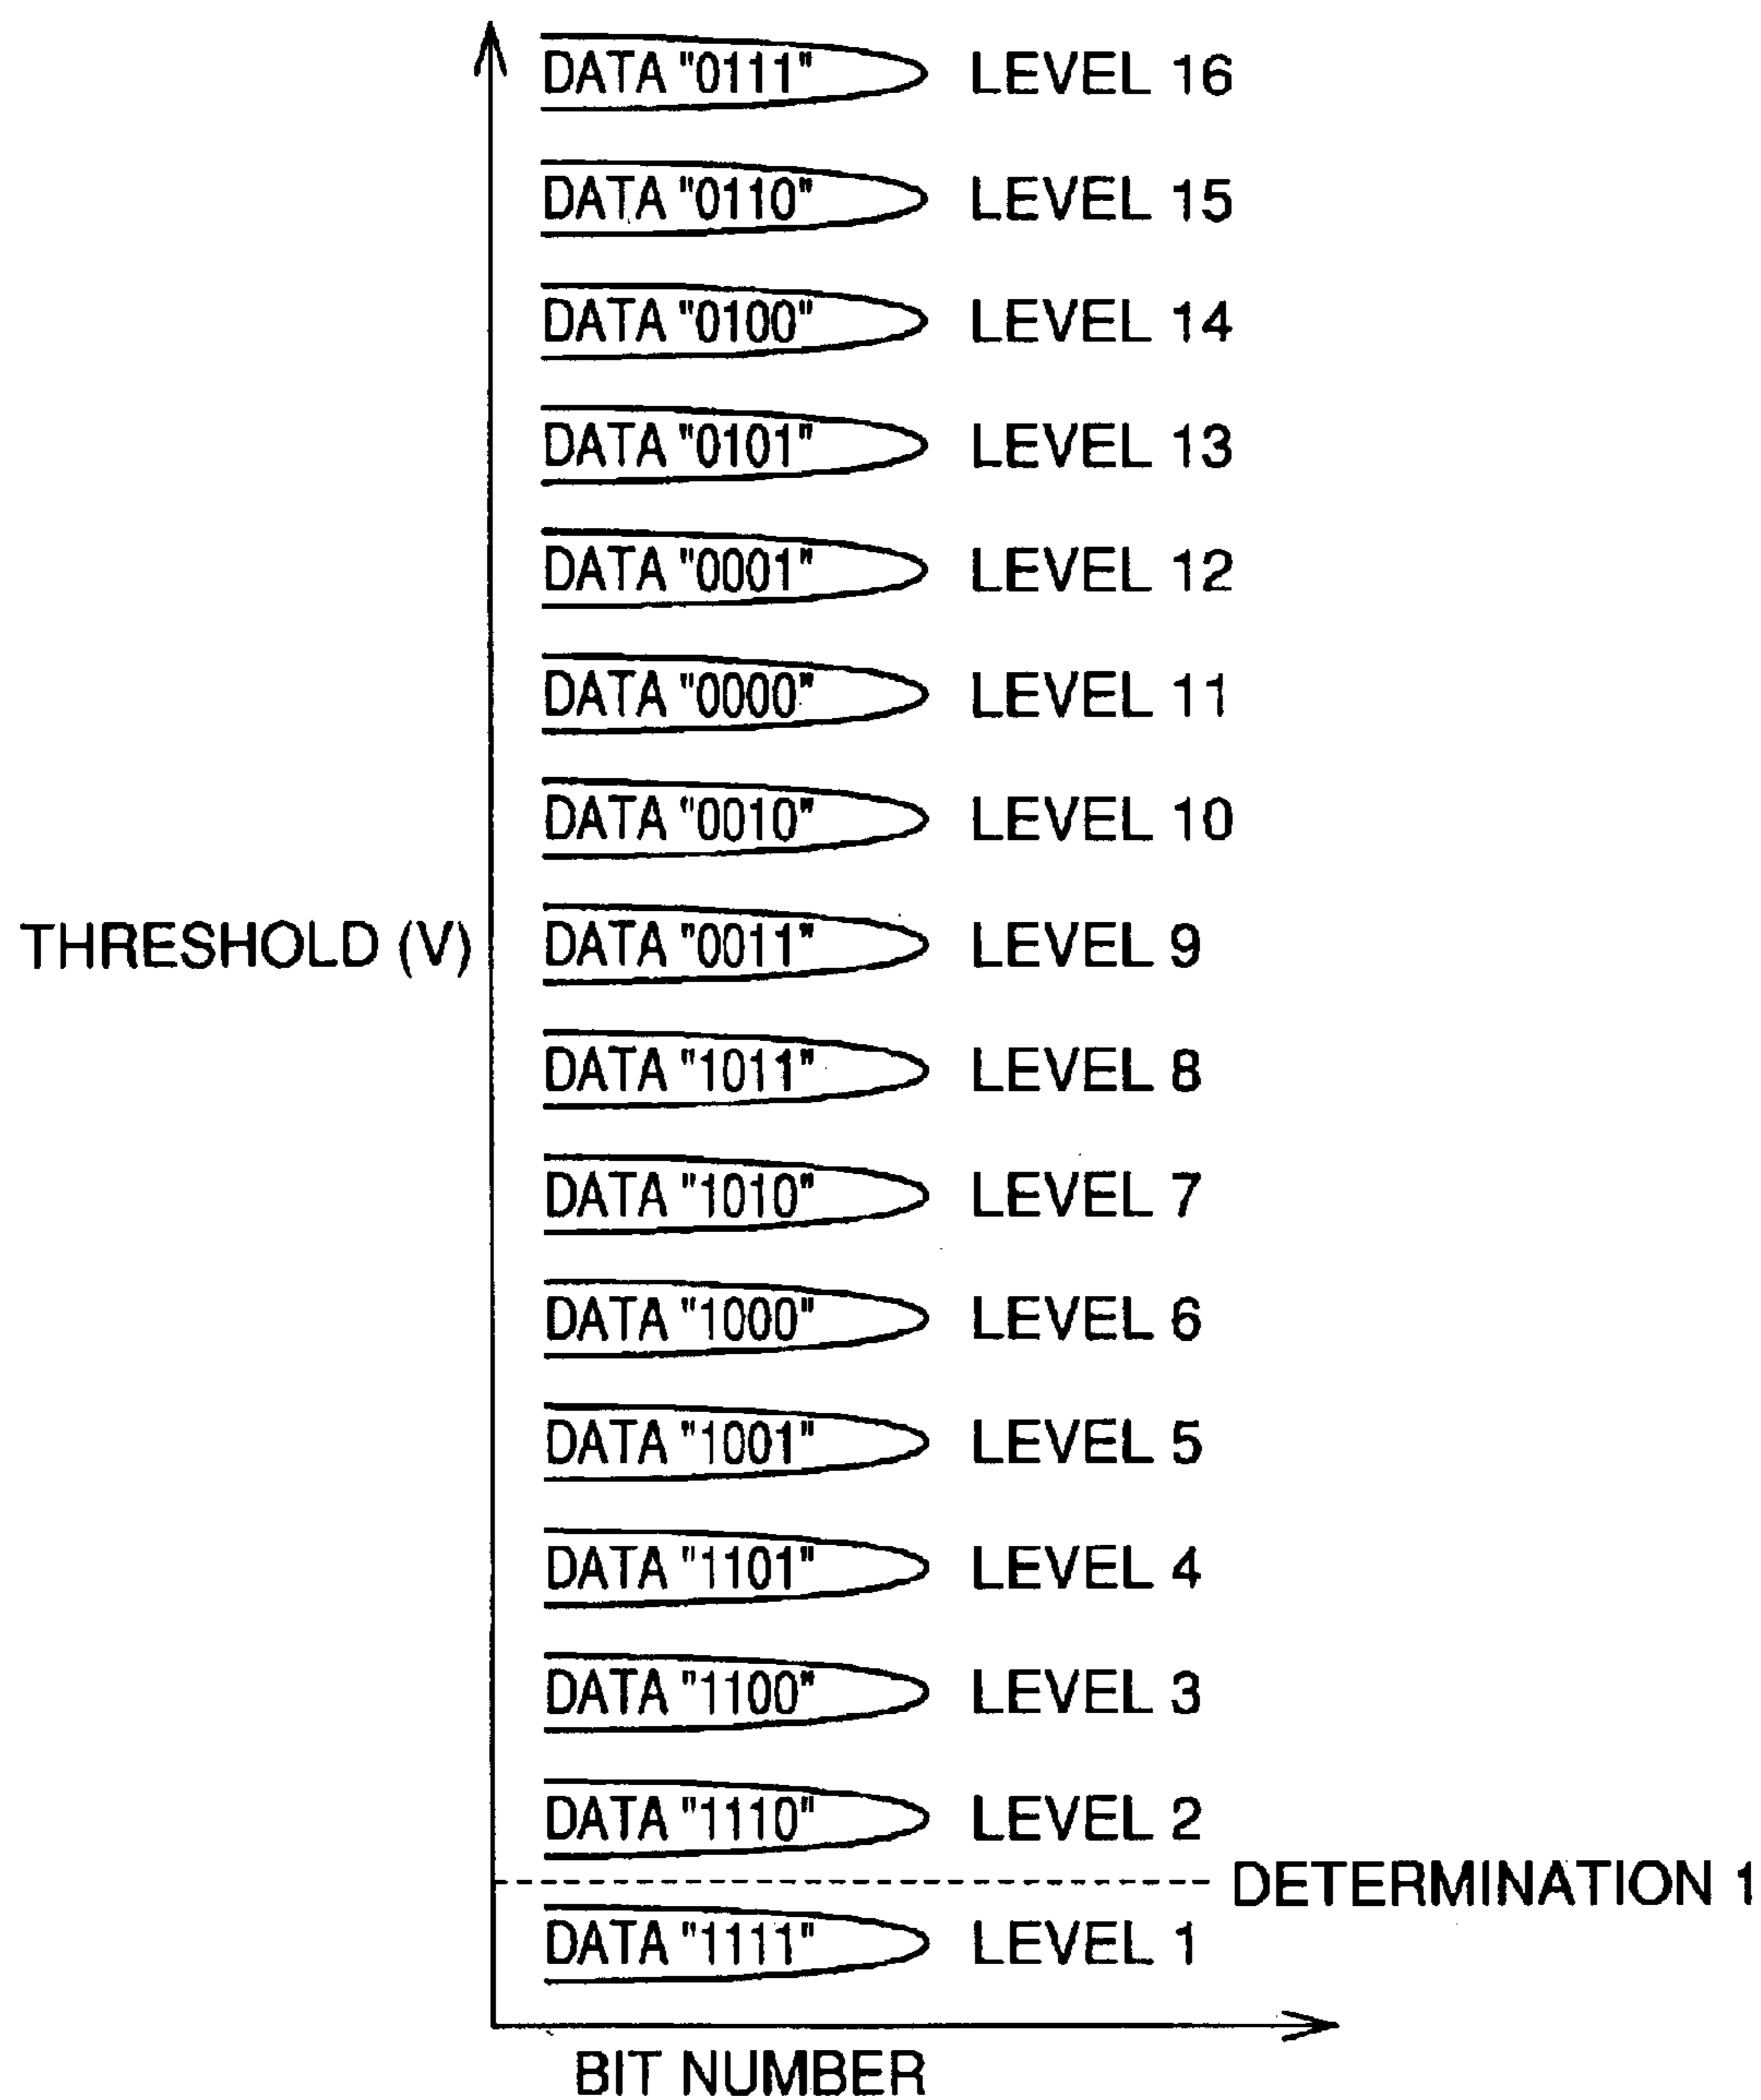 DATA "0111" LEVEL 16
DATA "0110" LEVEL 15
DATA "0100" LEVEL 14
DATA "0101" LEVEL 13
DATA "0001" LEVEL 12
DATA "0000" LEVEL 11
DATA "0010" LEVEL 10
THRESHOLD (V) DATA "0011" LEVEL 9
DATA "1011" LEVEL 8
DATA "1010" LEVEL 7
DATA "1000" LEVEL 6
DATA "1001" LEVEL 5
DATA "1101" LEVEL 4
DATA "1100" LEVEL 3
DATA "1110" LEVEL 2
DETERMINATION 1
DATA "1111" LEVEL 1
BIT NUMBER